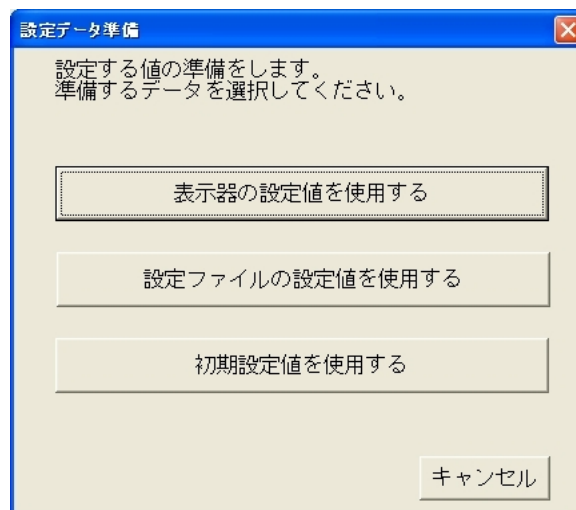 設定データ準備
設定する値の準備をします。
準備するデータを選択してください。
表示器の設定値を使用する
設定ファイルの設定値を使用する
初期設定値を使用する
キャンセル